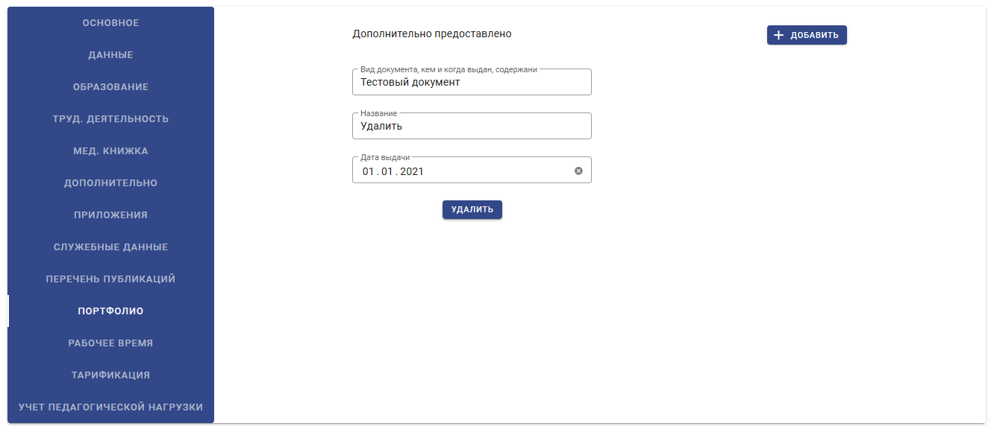 ОСНОВНОЕ
ДАННЫЕ
ОБРАЗОВАНИЕ
ТРУД. ДЕЯТЕЛЬНОСТЬ
МЕД. КНИЖКА
ДОПОЛНИТЕЛЬНО
ПРИЛОЖЕНИЯ
СЛУЖЕБНЫЕ ДАННЫЕ
ПЕРЕЧЕНЬ ПУБЛИКАЦИЙ
ПОРТФОЛИО
РАБОЧЕЕ ВРЕМЯ
ТАРИФИКАЦИЯ
УЧЕТ ПЕДАГОГИЧЕСКОЙ НАГРУЗКИ
Дополнительно предоставлено
+ ДОБАВИТЬ
Вид документа, кем и когда выдан, содержани
Тестовый документ
Название
Удалить
Дата выдачи
01 . 01 . 2021
УДАЛИТЬ